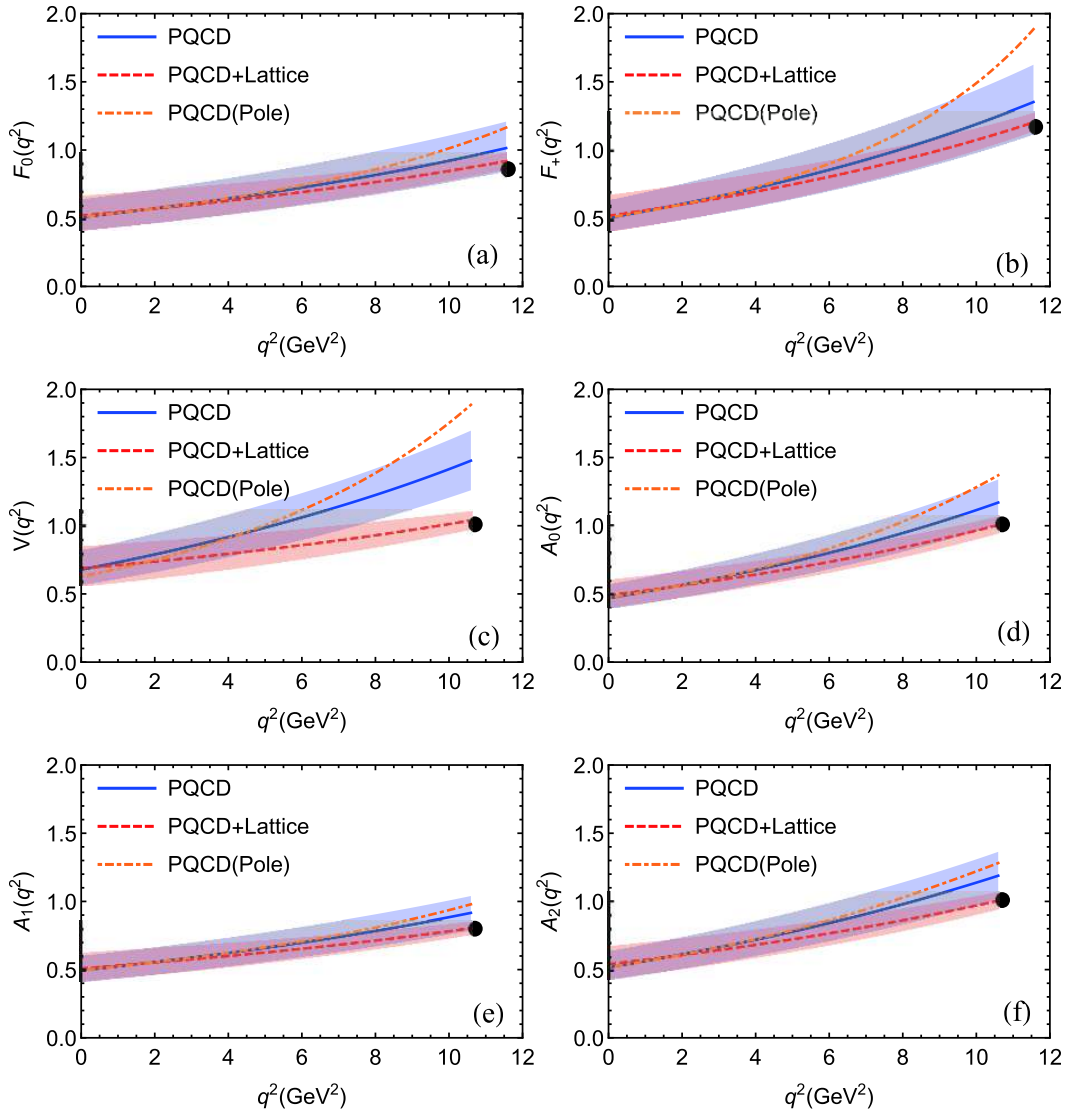 2.0
1.5
1.0
0.5
0.0
F₀(q²)
PQCD
PQCD+Lattice
PQCD(Pole)
(a)
0 2 4 6 8 10 12
q²(GeV²)
2.0
1.5
1.0
0.5
0.0
F₊(q²)
PQCD
PQCD+Lattice
PQCD(Pole)
(b)
0 2 4 6 8 10 12
q²(GeV²)
2.0
1.5
1.0
0.5
0.0
V(q²)
PQCD
PQCD+Lattice
PQCD(Pole)
(c)
0 2 4 6 8 10 12
q²(GeV²)
2.0
1.5
1.0
0.5
0.0
A₀(q²)
PQCD
PQCD+Lattice
PQCD(Pole)
(d)
0 2 4 6 8 10 12
q²(GeV²)
2.0
1.5
1.0
0.5
0.0
A₁(q²)
PQCD
PQCD+Lattice
PQCD(Pole)
(e)
0 2 4 6 8 10 12
q²(GeV²)
2.0
1.5
1.0
0.5
0.0
A₂(q²)
PQCD
PQCD+Lattice
PQCD(Pole)
(f)
0 2 4 6 8 10 12
q²(GeV²)